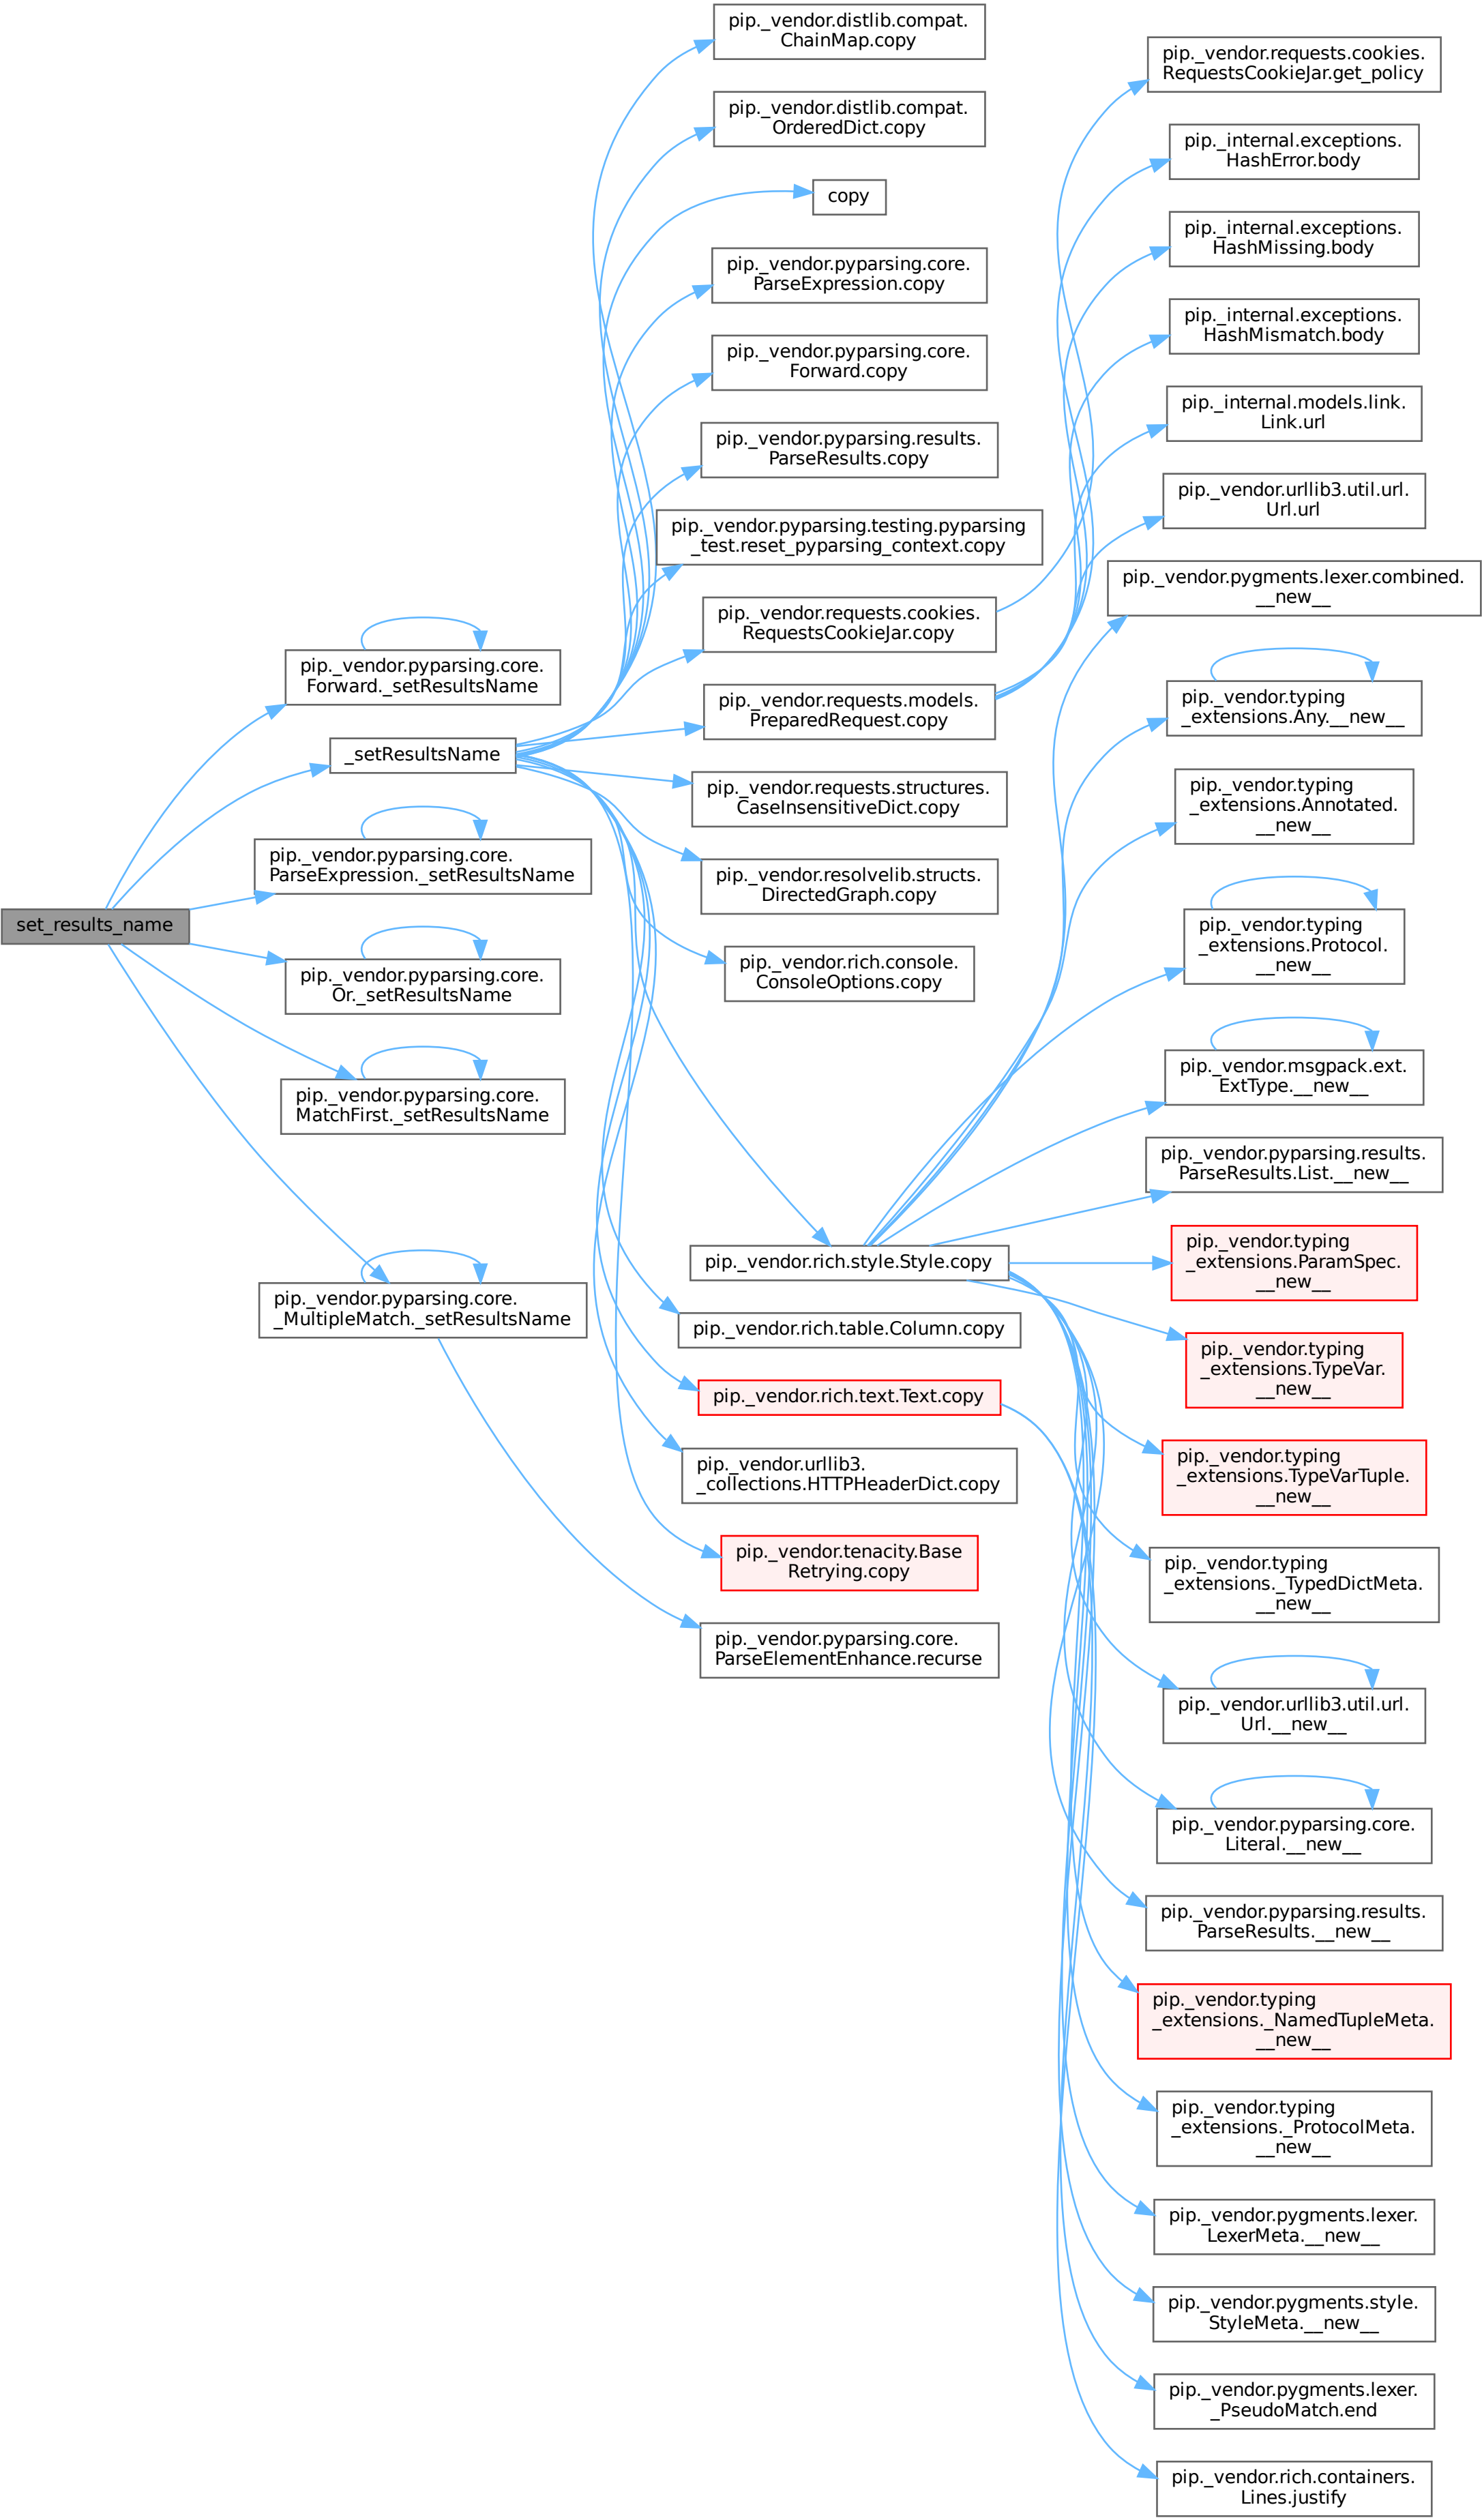 set_results_name
pip._vendor.pyparsing.core.
Forward._setResultsName
_setResultsName
pip._vendor.pyparsing.core.
ParseExpression._setResultsName
pip._vendor.pyparsing.core.
Or._setResultsName
pip._vendor.pyparsing.core.
MatchFirst._setResultsName
pip._vendor.pyparsing.core.
_MultipleMatch._setResultsName
pip._vendor.distlib.compat.
ChainMap.copy
pip._vendor.distlib.compat.
OrderedDict.copy
copy
pip._vendor.pyparsing.core.
ParseExpression.copy
pip._vendor.pyparsing.core.
Forward.copy
pip._vendor.pyparsing.results.
ParseResults.copy
pip._vendor.pyparsing.testing.pyparsing
_test.reset_pyparsing_context.copy
pip._vendor.requests.cookies.
RequestsCookieJar.copy
pip._vendor.requests.models.
PreparedRequest.copy
pip._vendor.requests.structures.
CaseInsensitiveDict.copy
pip._vendor.resolvelib.structs.
DirectedGraph.copy
pip._vendor.rich.console.
ConsoleOptions.copy
pip._vendor.rich.style.Style.copy
pip._vendor.rich.table.Column.copy
pip._vendor.rich.text.Text.copy
pip._vendor.urllib3.
_collections.HTTPHeaderDict.copy
pip._vendor.tenacity.Base
Retrying.copy
pip._vendor.pyparsing.core.
ParseElementEnhance.recurse
pip._vendor.requests.cookies.
RequestsCookieJar.get_policy
pip._internal.exceptions.
HashError.body
pip._internal.exceptions.
HashMissing.body
pip._internal.exceptions.
HashMismatch.body
pip._internal.models.link.
Link.url
pip._vendor.urllib3.util.url.
Url.url
pip._vendor.pygments.lexer.combined.
__new__
pip._vendor.typing
_extensions.Any.__new__
pip._vendor.typing
_extensions.Annotated.
__new__
pip._vendor.typing
_extensions.Protocol.
__new__
pip._vendor.msgpack.ext.
ExtType.__new__
pip._vendor.pyparsing.results.
ParseResults.List.__new__
pip._vendor.typing
_extensions.ParamSpec.
__new__
pip._vendor.typing
_extensions.TypeVar.
__new__
pip._vendor.typing
_extensions.TypeVarTuple.
__new__
pip._vendor.typing
_extensions._TypedDictMeta.
__new__
pip._vendor.urllib3.util.url.
Url.__new__
pip._vendor.pyparsing.core.
Literal.__new__
pip._vendor.pyparsing.results.
ParseResults.__new__
pip._vendor.typing
_extensions._NamedTupleMeta.
__new__
pip._vendor.typing
_extensions._ProtocolMeta.
__new__
pip._vendor.pygments.lexer.
LexerMeta.__new__
pip._vendor.pygments.style.
StyleMeta.__new__
pip._vendor.pygments.lexer.
_PseudoMatch.end
pip._vendor.rich.containers.
Lines.justify